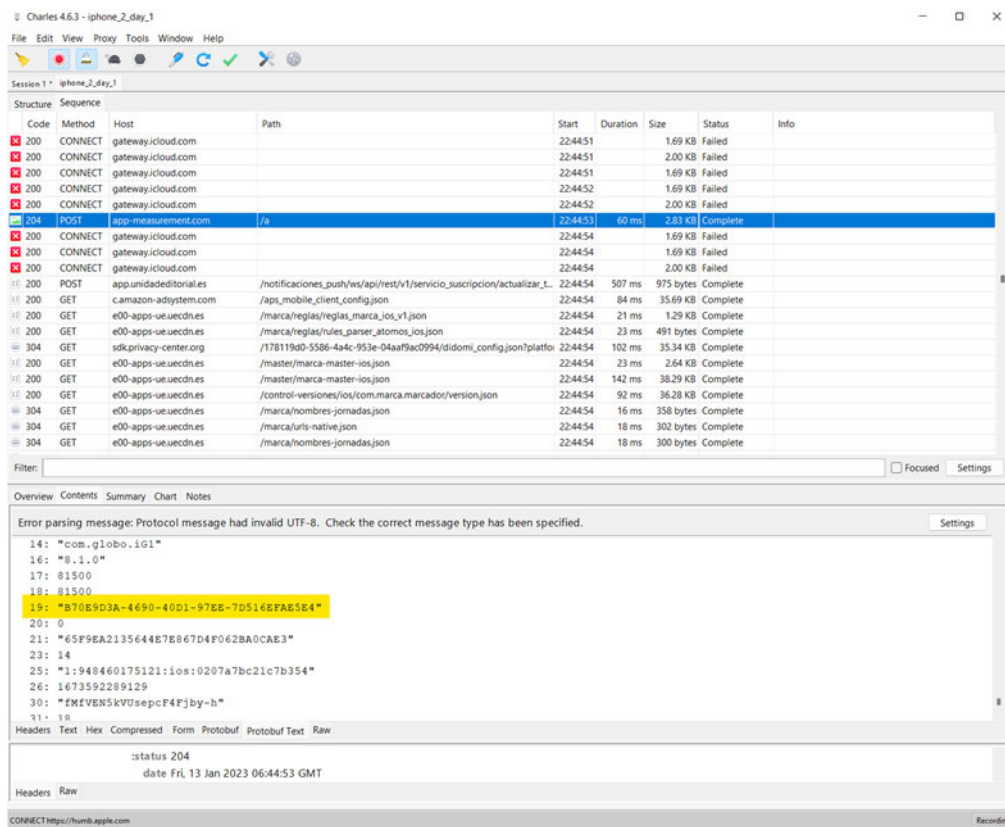 Charles 4.6.3 - iphone_2_day_1
File Edit View Proxy Tools Window Help
Session 1 * iphone_2_day_1
Structure Sequence
Code Method Host Path Start Duration Size Status Info
200 CONNECT gateway.icloud.com 22:44:51 1.69 KB Failed
200 CONNECT gateway.icloud.com 22:44:51 2.00 KB Failed
200 CONNECT gateway.icloud.com 22:44:51 1.69 KB Failed
200 CONNECT gateway.icloud.com 22:44:52 1.69 KB Failed
200 CONNECT gateway.icloud.com 22:44:52 2.00 KB Failed
204 POST app-measurement.com /a 22:44:53 60 ms 2.83 KB Complete
200 CONNECT gateway.icloud.com 22:44:54 1.69 KB Failed
200 CONNECT gateway.icloud.com 22:44:54 1.69 KB Failed
200 CONNECT gateway.icloud.com 22:44:54 2.00 KB Failed
200 POST app.unidadeditorial.es /notificaciones_push/ws/api/rest/v1/servicio_suscripcion/actualizar_t... 22:44:54 507 ms 975 bytes Complete
200 GET c.amazon-adsystem.com /aps_mobile_client_config.json 22:44:54 84 ms 35.69 KB Complete
200 GET e00-apps-ue.uecdn.es /marca/reglas/reglas_marca_ios_v1.json 22:44:54 21 ms 1.29 KB Complete
200 GET e00-apps-ue.uecdn.es /marca/reglas/rules_parser_atomos_ios.json 22:44:54 23 ms 491 bytes Complete
304 GET sdk.privacy-center.org /178119d0-5586-4a4c-953e-04aaf9ac0994/didomi_config.json?platfor 22:44:54 102 ms 35.34 KB Complete
200 GET e00-apps-ue.uecdn.es /master/marca-master-ios.json 22:44:54 23 ms 2.64 KB Complete
200 GET e00-apps-ue.uecdn.es /master/marca-master-ios.json 22:44:54 142 ms 38.29 KB Complete
200 GET e00-apps-ue.uecdn.es /control-versiones/ios/com.marca.marcador/version.json 22:44:54 92 ms 36.28 KB Complete
304 GET e00-apps-ue.uecdn.es /marca/nombres-jornadas.json 22:44:54 16 ms 358 bytes Complete
304 GET e00-apps-ue.uecdn.es /marca/urls-native.json 22:44:54 18 ms 302 bytes Complete
304 GET e00-apps-ue.uecdn.es /marca/nombres-jornadas.json 22:44:54 18 ms 300 bytes Complete
Filter: Focused Settings
Overview Contents Summary Chart Notes
Error parsing message: Protocol message had invalid UTF-8. Check the correct message type has been specified. Settings
14: "com.globo.iG1"
16: "8.1.0"
17: 81500
18: 81500
19: "B70E9D3A-4690-40D1-97EE-7D516EFAE5E4"
20: 0
21: "65F9EA2135644E7E867D4F062BA0CAE3"
23: 14
25: "1:948460175121:ios:0207a7bc21c7b354"
26: 1673592289129
30: "fMfVEN5kVUsepcF4Fjby-h"
31: 18
Headers Text Hex Compressed Form Protobuf Protobuf Text Raw
:status 204
date Fri, 13 Jan 2023 06:44:53 GMT
Headers Raw
CONNECT https://humb.apple.com Recordin